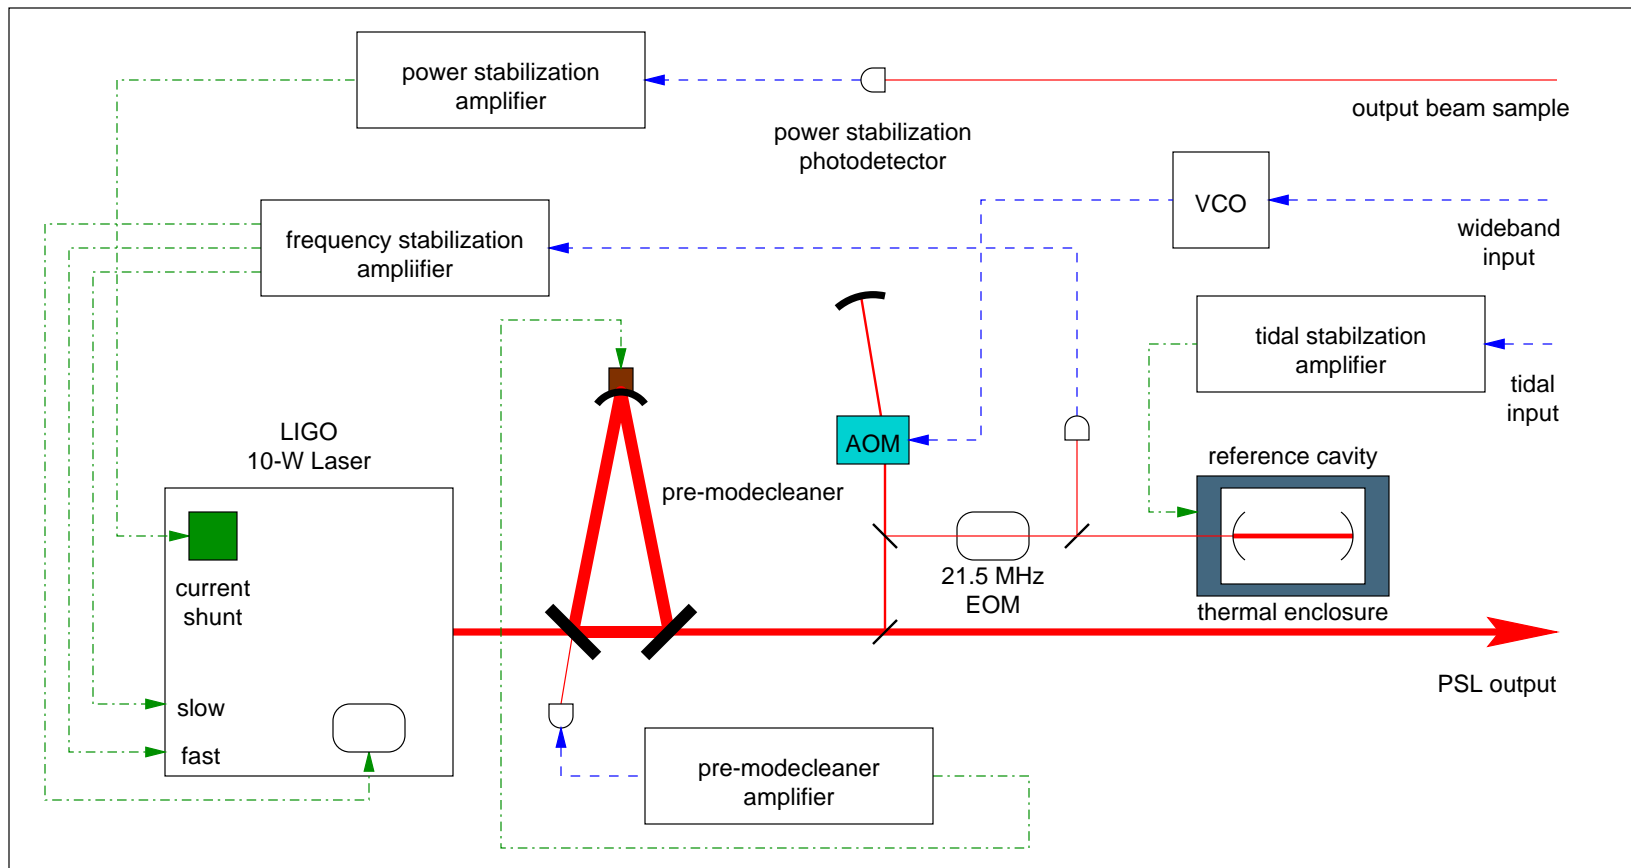 power stabilization
amplifier
output beam sample
power stabilization
photodetector
VCO
wideband
input
frequency stabilization
ampliifier
tidal stabilzation
amplifier
tidal
input
AOM
LIGO
10-W Laser
pre-modecleaner
reference cavity
current
shunt
21.5 MHz
EOM
thermal enclosure
PSL output
slow
fast
pre-modecleaner
amplifier